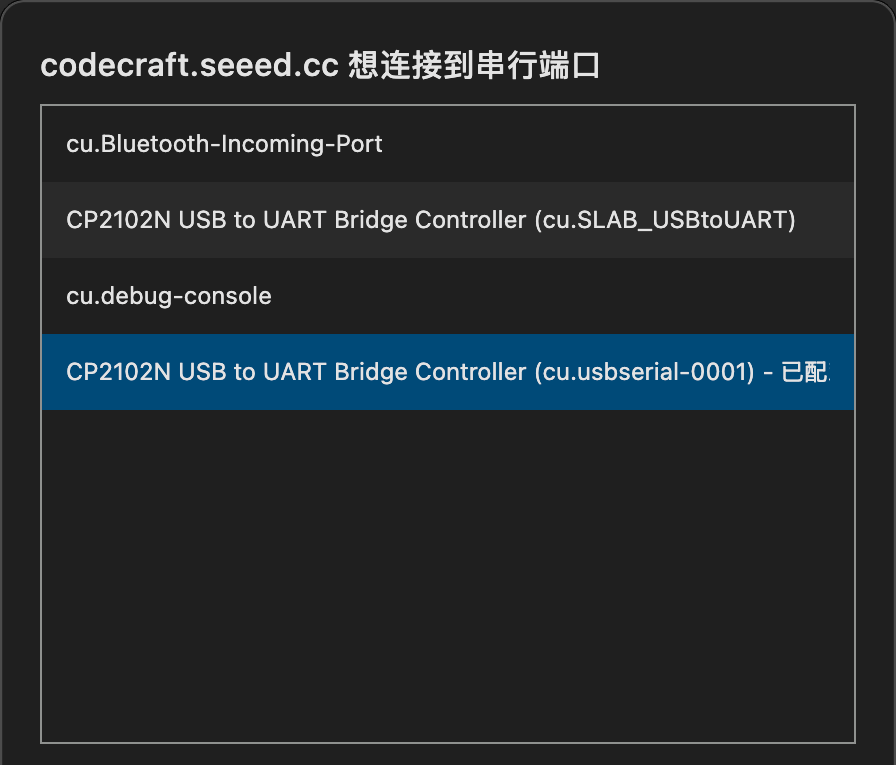 codecraft.seeed.cc 想连接到串行端口
cu.Bluetooth-Incoming-Port
CP2102N USB to UART Bridge Controller (cu.SLAB_USBtoUART)
cu.debug-console
CP2102N USB to UART Bridge Controller (cu.usbserial-0001) - 已配